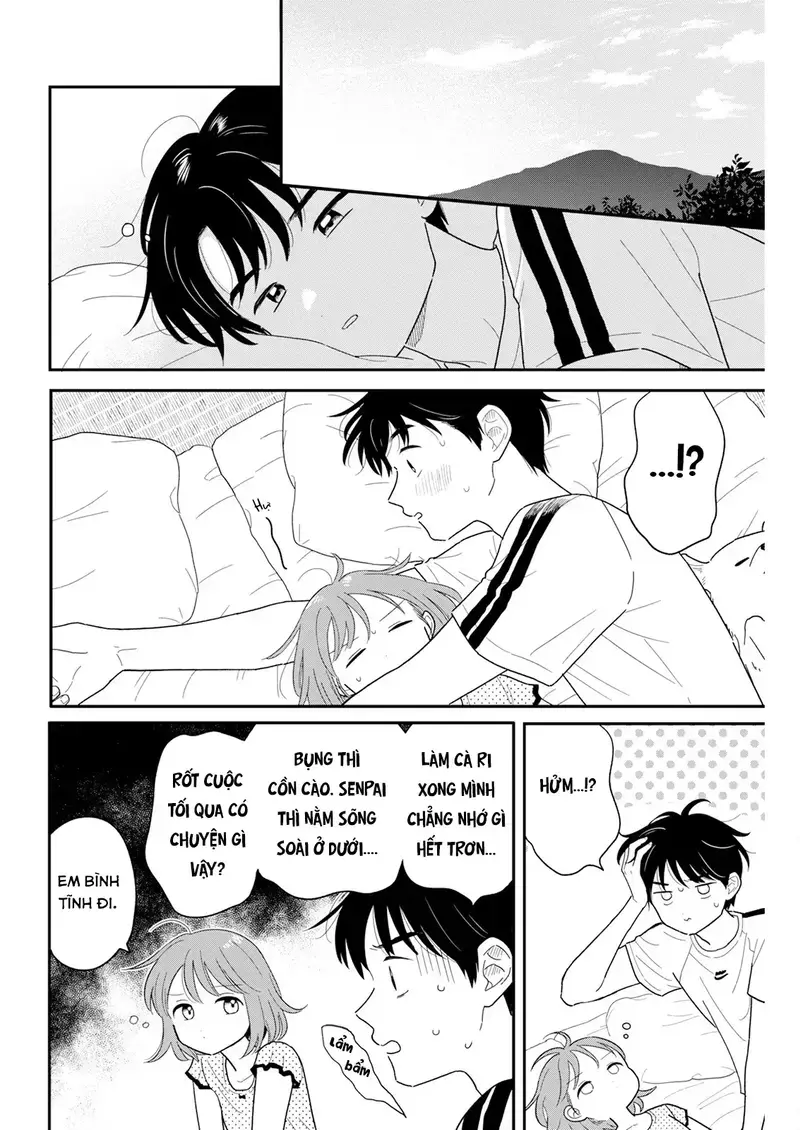 ...!?
Hự
HỬM...!?
LÀM CÀ RI
XONG MÌNH
CHẲNG NHỚ GÌ
HẾT TRƠN...
BỤNG THÌ
CỒN CÀO. SENPAI
THÌ NẰM SÕNG
SOÀI Ở DƯỚI....
RỐT CUỘC
TỐI QUA CÓ
CHUYỆN GÌ
VẬY?
EM BÌNH
TĨNH ĐI.
lẩm
bẩm